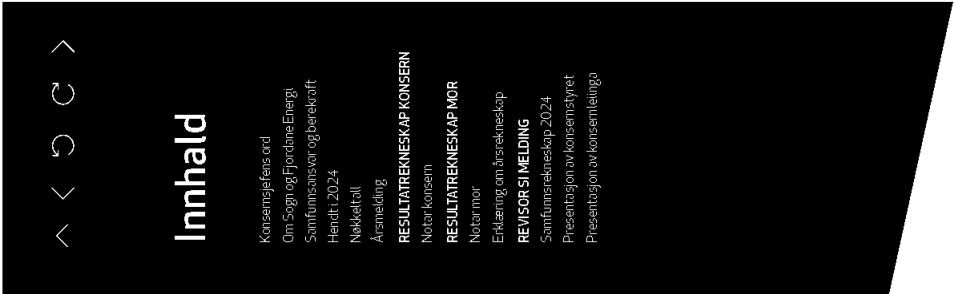 Innhald
Konsernsjefens ord
Om Sogn og Fjordane Energi
Samfunnsansvar og berekraft
Hendt i 2024
Nøkkeltall
Årsmelding
RESULTATREKNESKAP KONSERN
Notar konsern
RESULTATREKNESKAP MOR
Notar mor
Erklæring om årsrekneskap
REVISOR SI MELDING
Samfunnsrekneskap 2024
Presentasjon av konsernstyret
Presentasjon av konsernleiinga